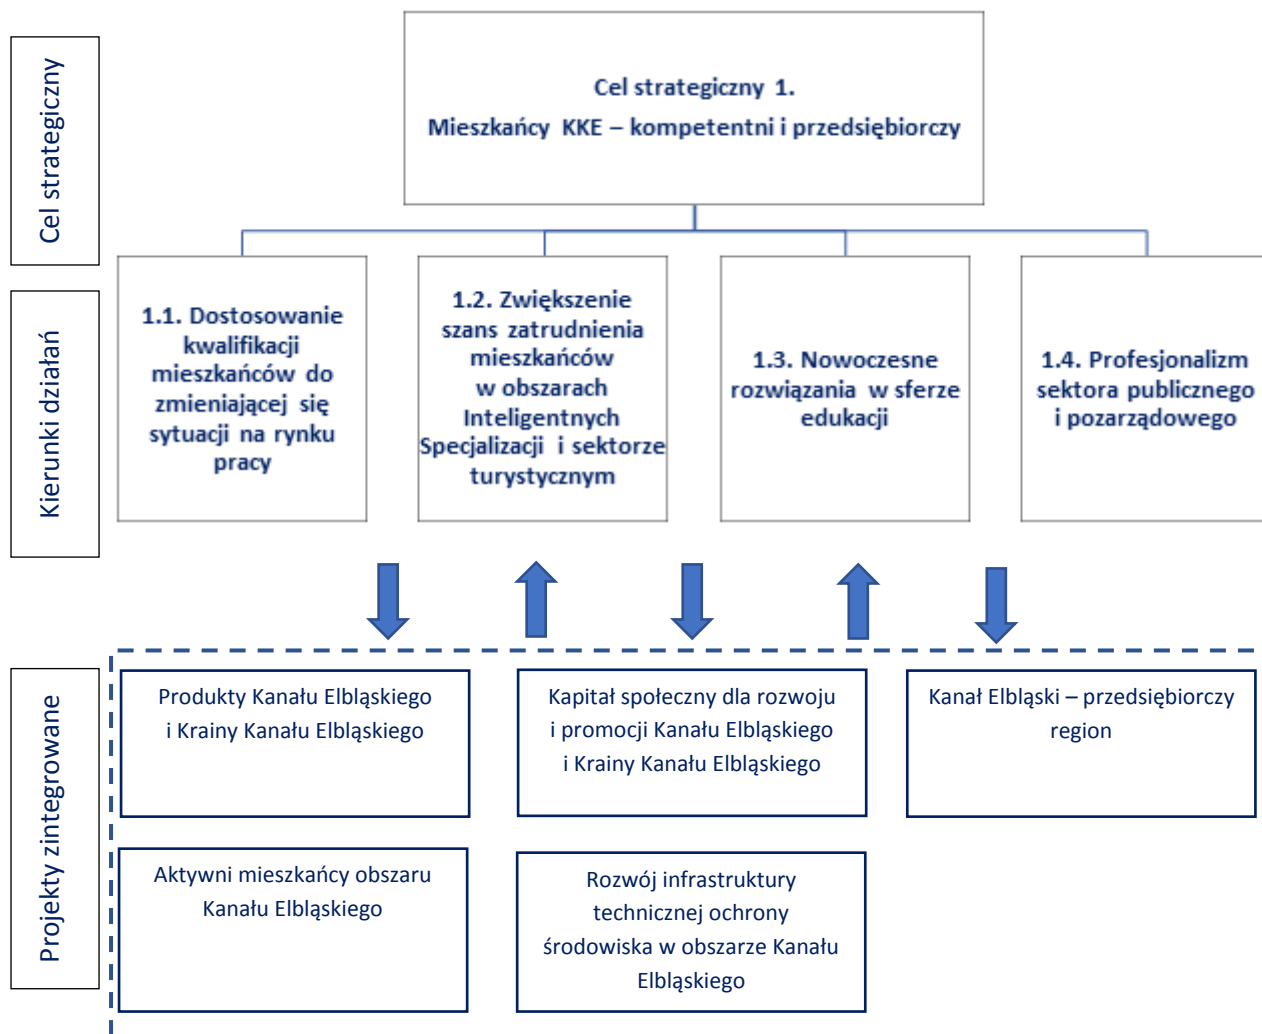 Cel strategiczny
Cel strategiczny 1.
Mieszkańcy KKE – kompetentni i przedsiębiorczy
Kierunki działań
1.1. Dostosowanie
kwalifikacji
mieszkańców do
zmieniającej się
sytuacji na rynku
pracy
1.2. Zwiększenie
szans zatrudnienia
mieszkańców
w obszarach
Inteligentnych
Specjalizacji i sektorze
turystycznym
1.3. Nowoczesne
rozwiązania w sferze
edukacji
1.4. Profesjonalizm
sektora publicznego
i pozarządowego
Projekty zintegrowane
Produkty Kanału Elbląskiego
i Krainy Kanału Elbląskiego
Kapitał społeczny dla rozwoju
i promocji Kanału Elbląskiego
i Krainy Kanału Elbląskiego
Kanał Elbląski – przedsiębiorczy
region
Aktywni mieszkańcy obszaru
Kanału Elbląskiego
Rozwój infrastruktury
technicznej ochrony
środowiska w obszarze Kanału
Elbląskiego